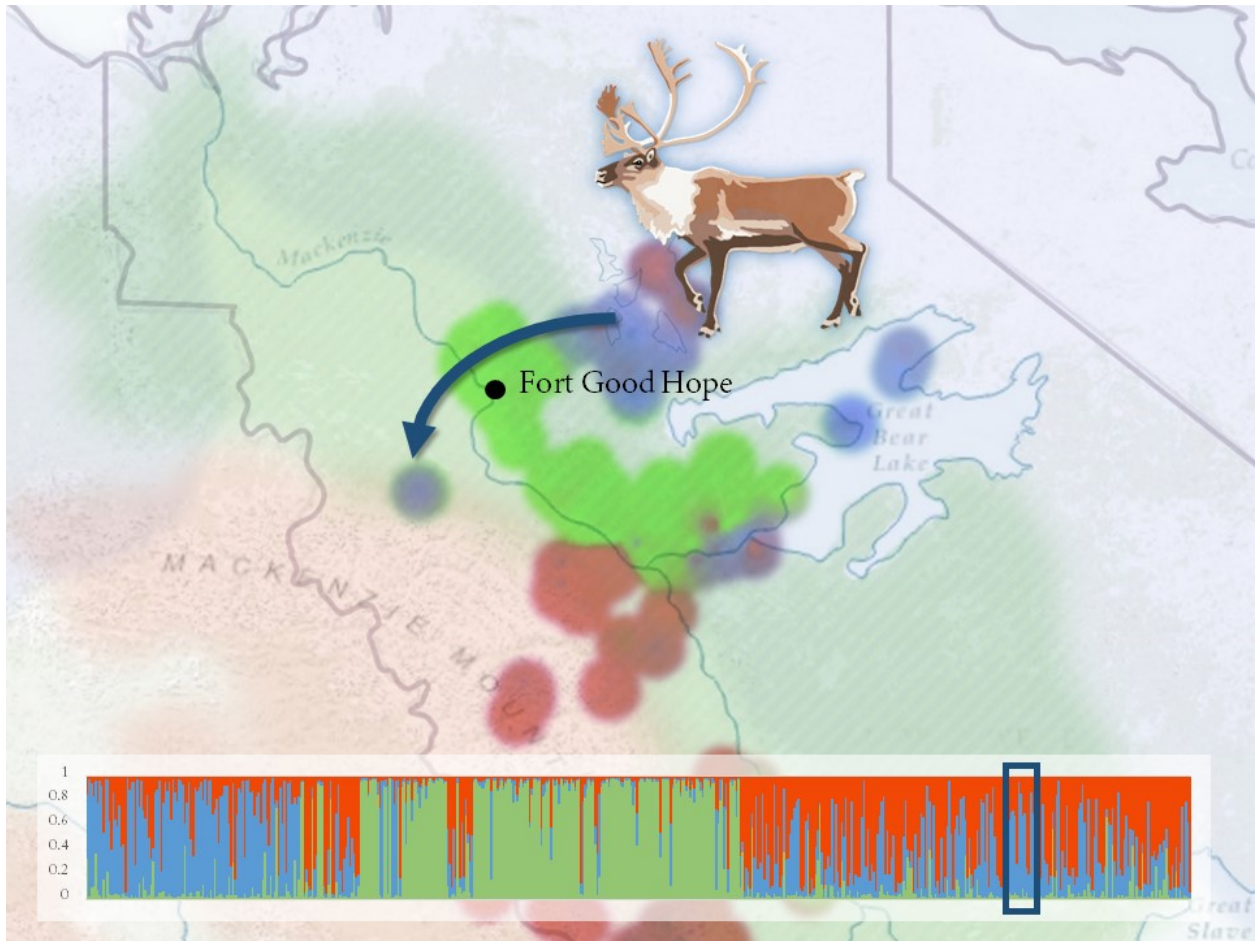 Co
Mackenzie
Fort Good Hope
Great
Bear
Lake
MACKENZIE MOUNT
1
0.8
0.6
0.4
0.2
0
Great
Slave